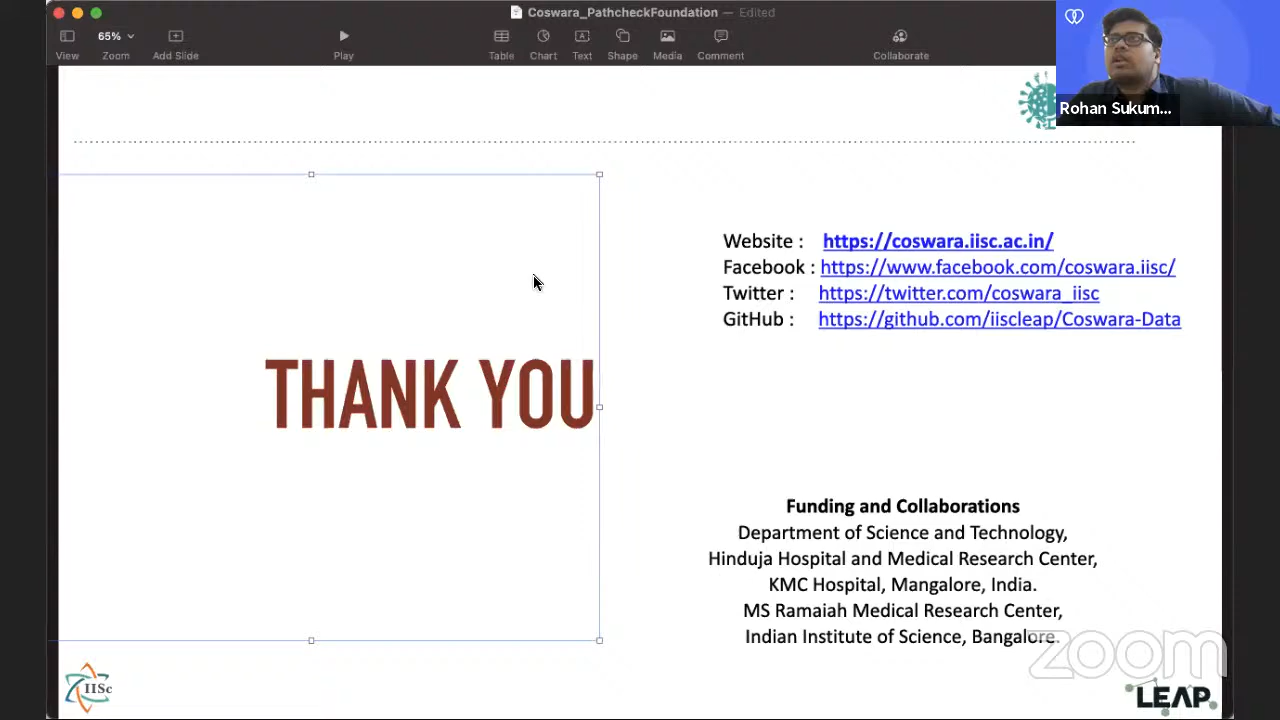 Coswara_PathcheckFoundation — Edited
65%
View
Zoom
Add Slide
Play
Table
Chart
Text
Shape
Media
Comment
Collaborate
Rohan Sukum...
Website : https://coswara.iisc.ac.in/
Facebook : https://www.facebook.com/coswara.iisc/
Twitter : https://twitter.com/coswara_iisc
GitHub : https://github.com/iiscleap/Coswara-Data
THANK YOU
Funding and Collaborations
Department of Science and Technology,
Hinduja Hospital and Medical Research Center,
KMC Hospital, Mangalore, India.
MS Ramaiah Medical Research Center,
Indian Institute of Science, Bangalore.
zoom
IISc
LEAP